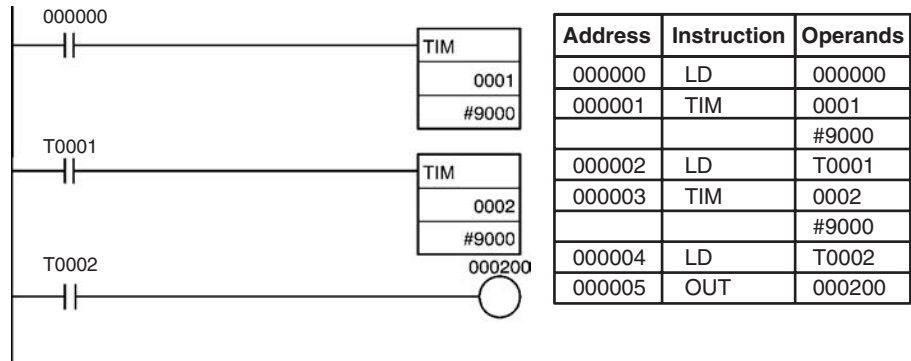 000000
TIM
0001
#9000
T0001
TIM
0002
#9000
T0002
000200
Address Instruction Operands
000000 LD 000000
000001 TIM 0001
#9000
000002 LD T0001
000003 TIM 0002
#9000
000004 LD T0002
000005 OUT 000200